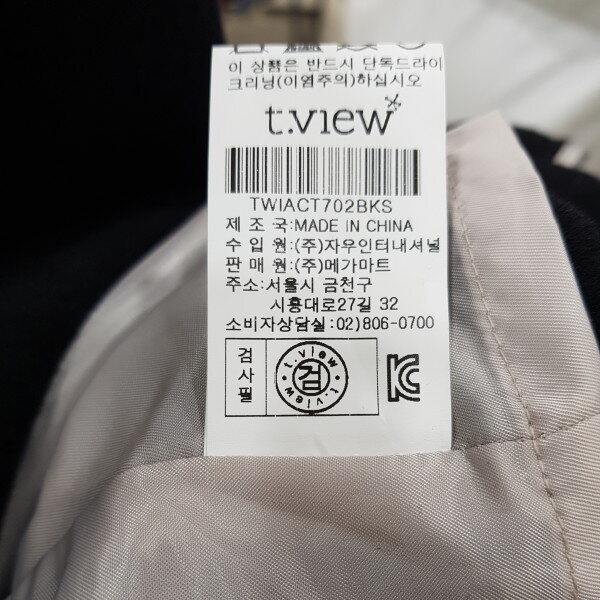 이 상품은 반드시 단독드라이
크리닝(이염주의)하십시오
t.view
TWIACT702BKS
제 조 국:MADE IN CHINA
수 입 원:(주)자우인터내셔널
판 매 원:(주)메가마트
주소:서울시 금천구
시흥대로27길 32
소비자상담실:02)806-0700
검사필
t.view
검
t.view